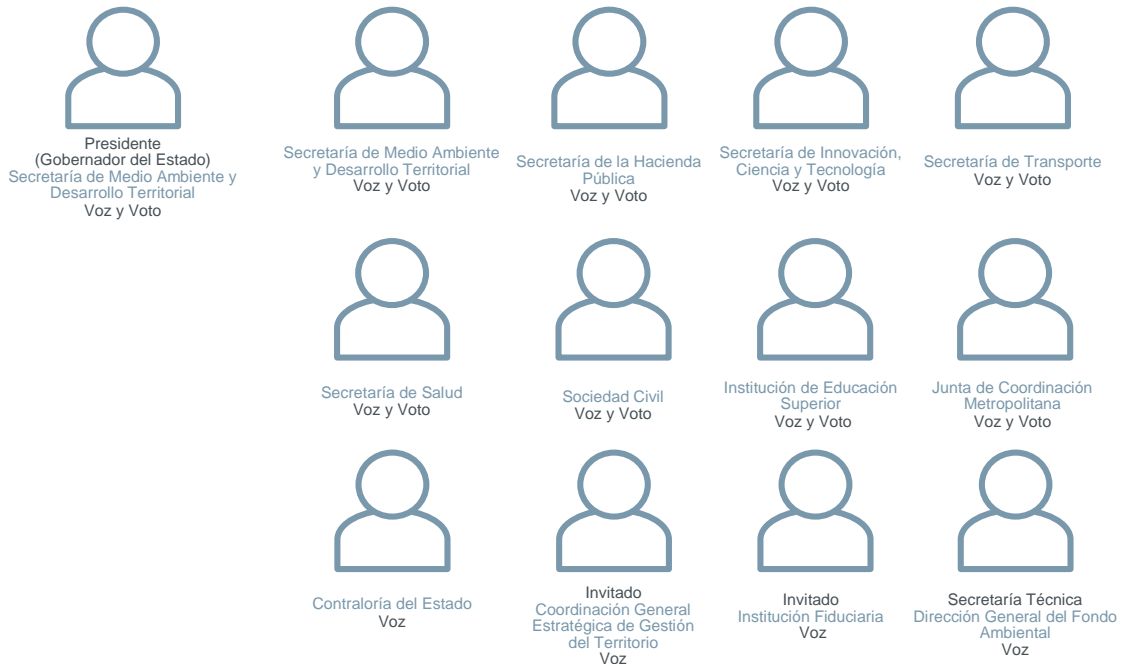 Presidente
(Gobernador del Estado)
Secretaría de Medio Ambiente y
Desarrollo Territorial
Voz y Voto
Secretaría de Medio Ambiente
y Desarrollo Territorial
Voz y Voto
Secretaría de la Hacienda
Pública
Voz y Voto
Secretaría de Innovación,
Ciencia y Tecnología
Voz y Voto
Secretaría de Transporte
Voz y Voto
Secretaría de Salud
Voz y Voto
Sociedad Civil
Voz y Voto
Institución de Educación
Superior
Voz y Voto
Junta de Coordinación
Metropolitana
Voz y Voto
Contraloría del Estado
Voz
Invitado
Coordinación General
Estratégica de Gestión
del Territorio
Voz
Invitado
Institución Fiduciaria
Voz
Secretaría Técnica
Dirección General del Fondo
Ambiental
Voz